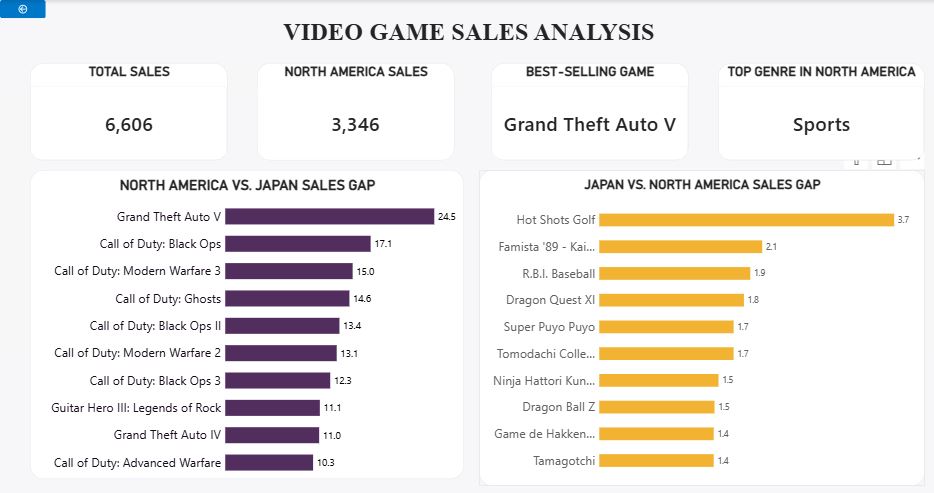 VIDEO GAME SALES ANALYSIS
TOTAL SALES
6,606
NORTH AMERICA SALES
3,346
BEST-SELLING GAME
Grand Theft Auto V
TOP GENRE IN NORTH AMERICA
Sports
NORTH AMERICA VS. JAPAN SALES GAP
Grand Theft Auto V 24.5
Call of Duty: Black Ops 17.1
Call of Duty: Modern Warfare 3 15.0
Call of Duty: Ghosts 14.6
Call of Duty: Black Ops II 13.4
Call of Duty: Modern Warfare 2 13.1
Call of Duty: Black Ops 3 12.3
Guitar Hero III: Legends of Rock 11.1
Grand Theft Auto IV 11.0
Call of Duty: Advanced Warfare 10.3
JAPAN VS. NORTH AMERICA SALES GAP
Hot Shots Golf 3.7
Famista '89 - Kai... 2.1
R.B.I. Baseball 1.9
Dragon Quest XI 1.8
Super Puyo Puyo 1.7
Tomodachi Colle... 1.7
Ninja Hattori Kun... 1.5
Dragon Ball Z 1.5
Game de Hakken... 1.4
Tamagotchi 1.4